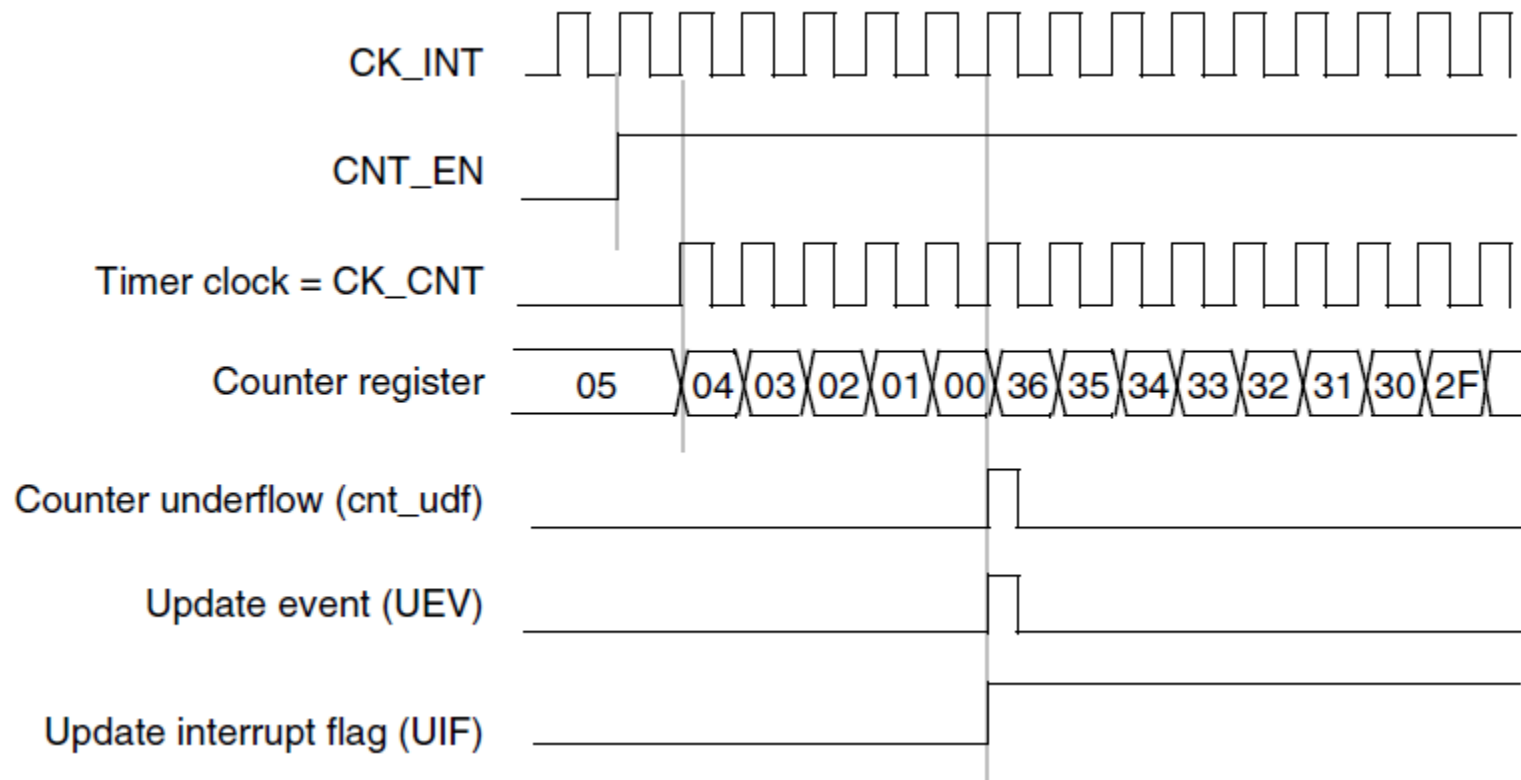 CK_INT
CNT_EN
Timer clock = CK_CNT
Counter register 05 04 03 02 01 00 36 35 34 33 32 31 30 2F
Counter underflow (cnt_udf)
Update event (UEV)
Update interrupt flag (UIF)